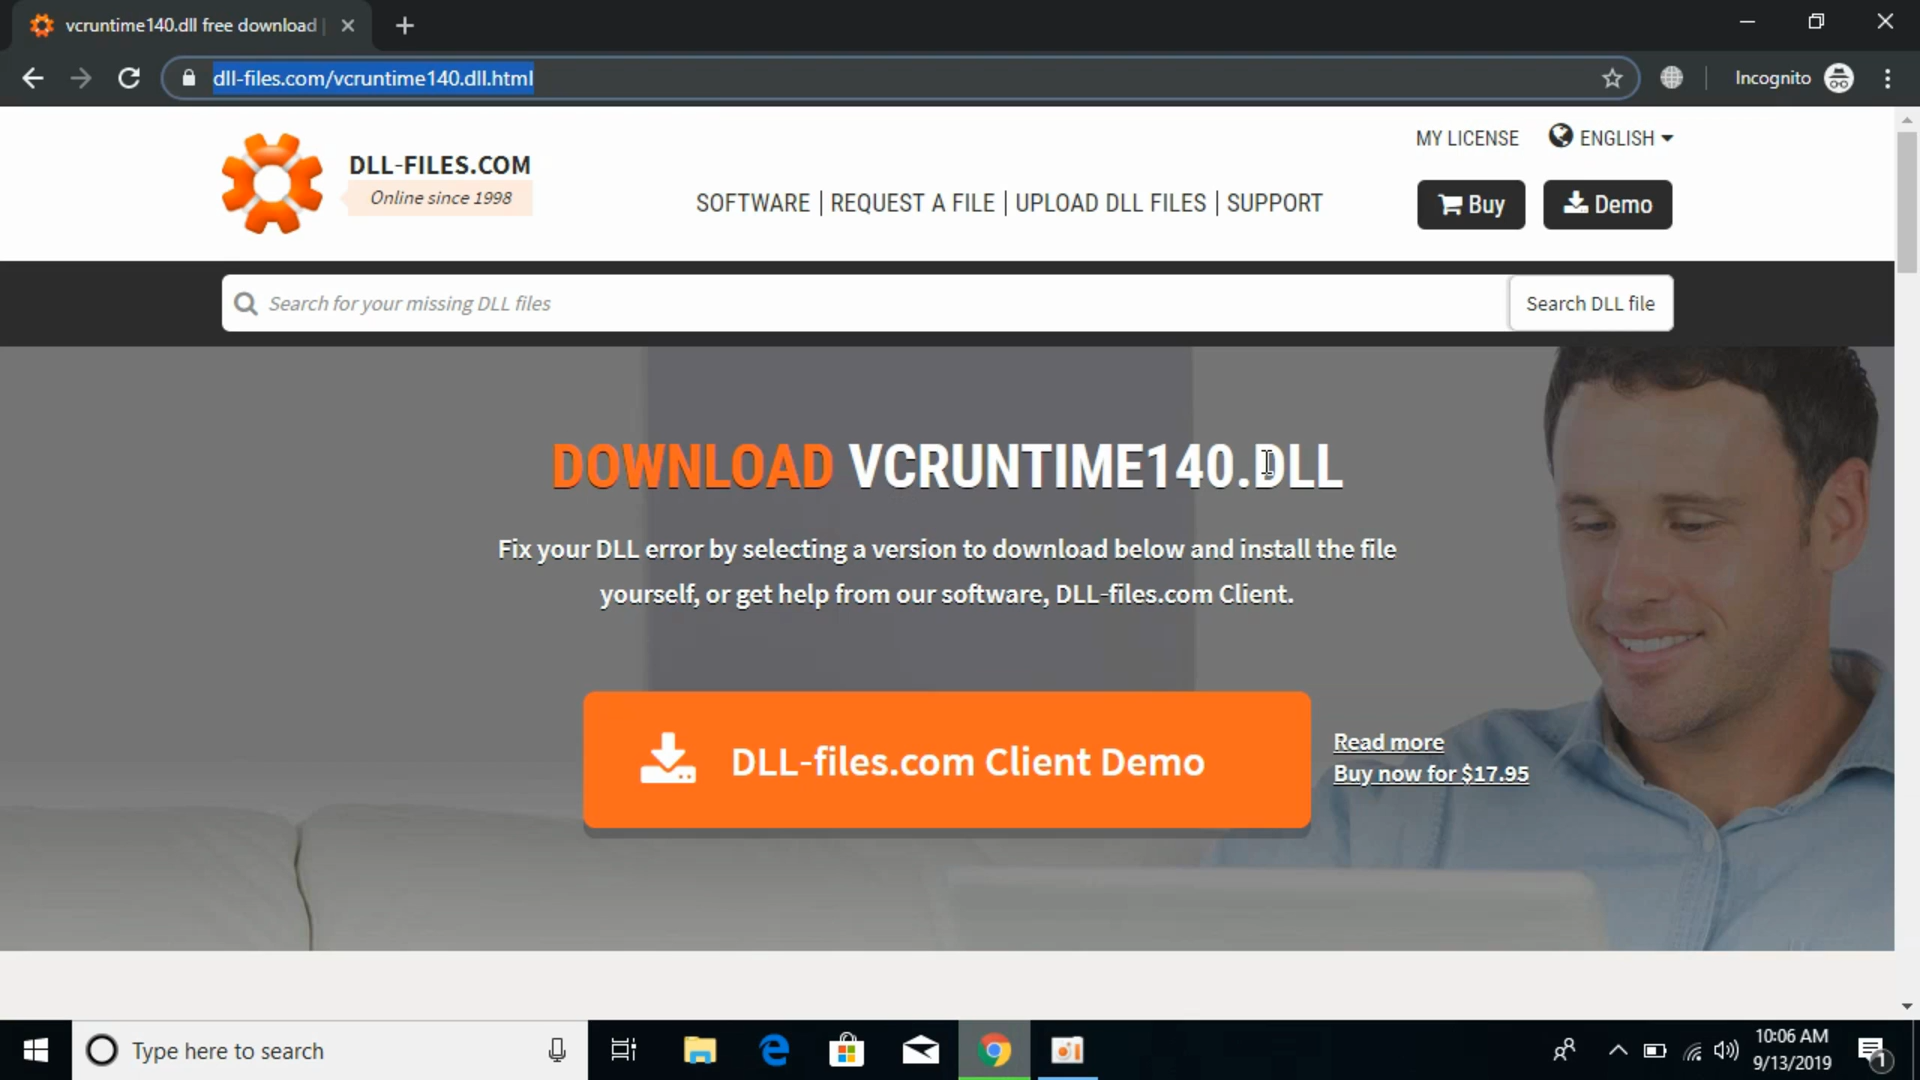 vcruntime140.dll free download |
dll-files.com/vcruntime140.dll.html
Incognito
DLL-FILES.COM
Online since 1998
MY LICENSE
ENGLISH
SOFTWARE | REQUEST A FILE | UPLOAD DLL FILES | SUPPORT
Buy
Demo
Search for your missing DLL files
Search DLL file
DOWNLOAD VCRUNTIME140.DLL
Fix your DLL error by selecting a version to download below and install the file
yourself, or get help from our software, DLL-files.com Client.
DLL-files.com Client Demo
Read more
Buy now for $17.95
Type here to search
10:06 AM
9/13/2019
1